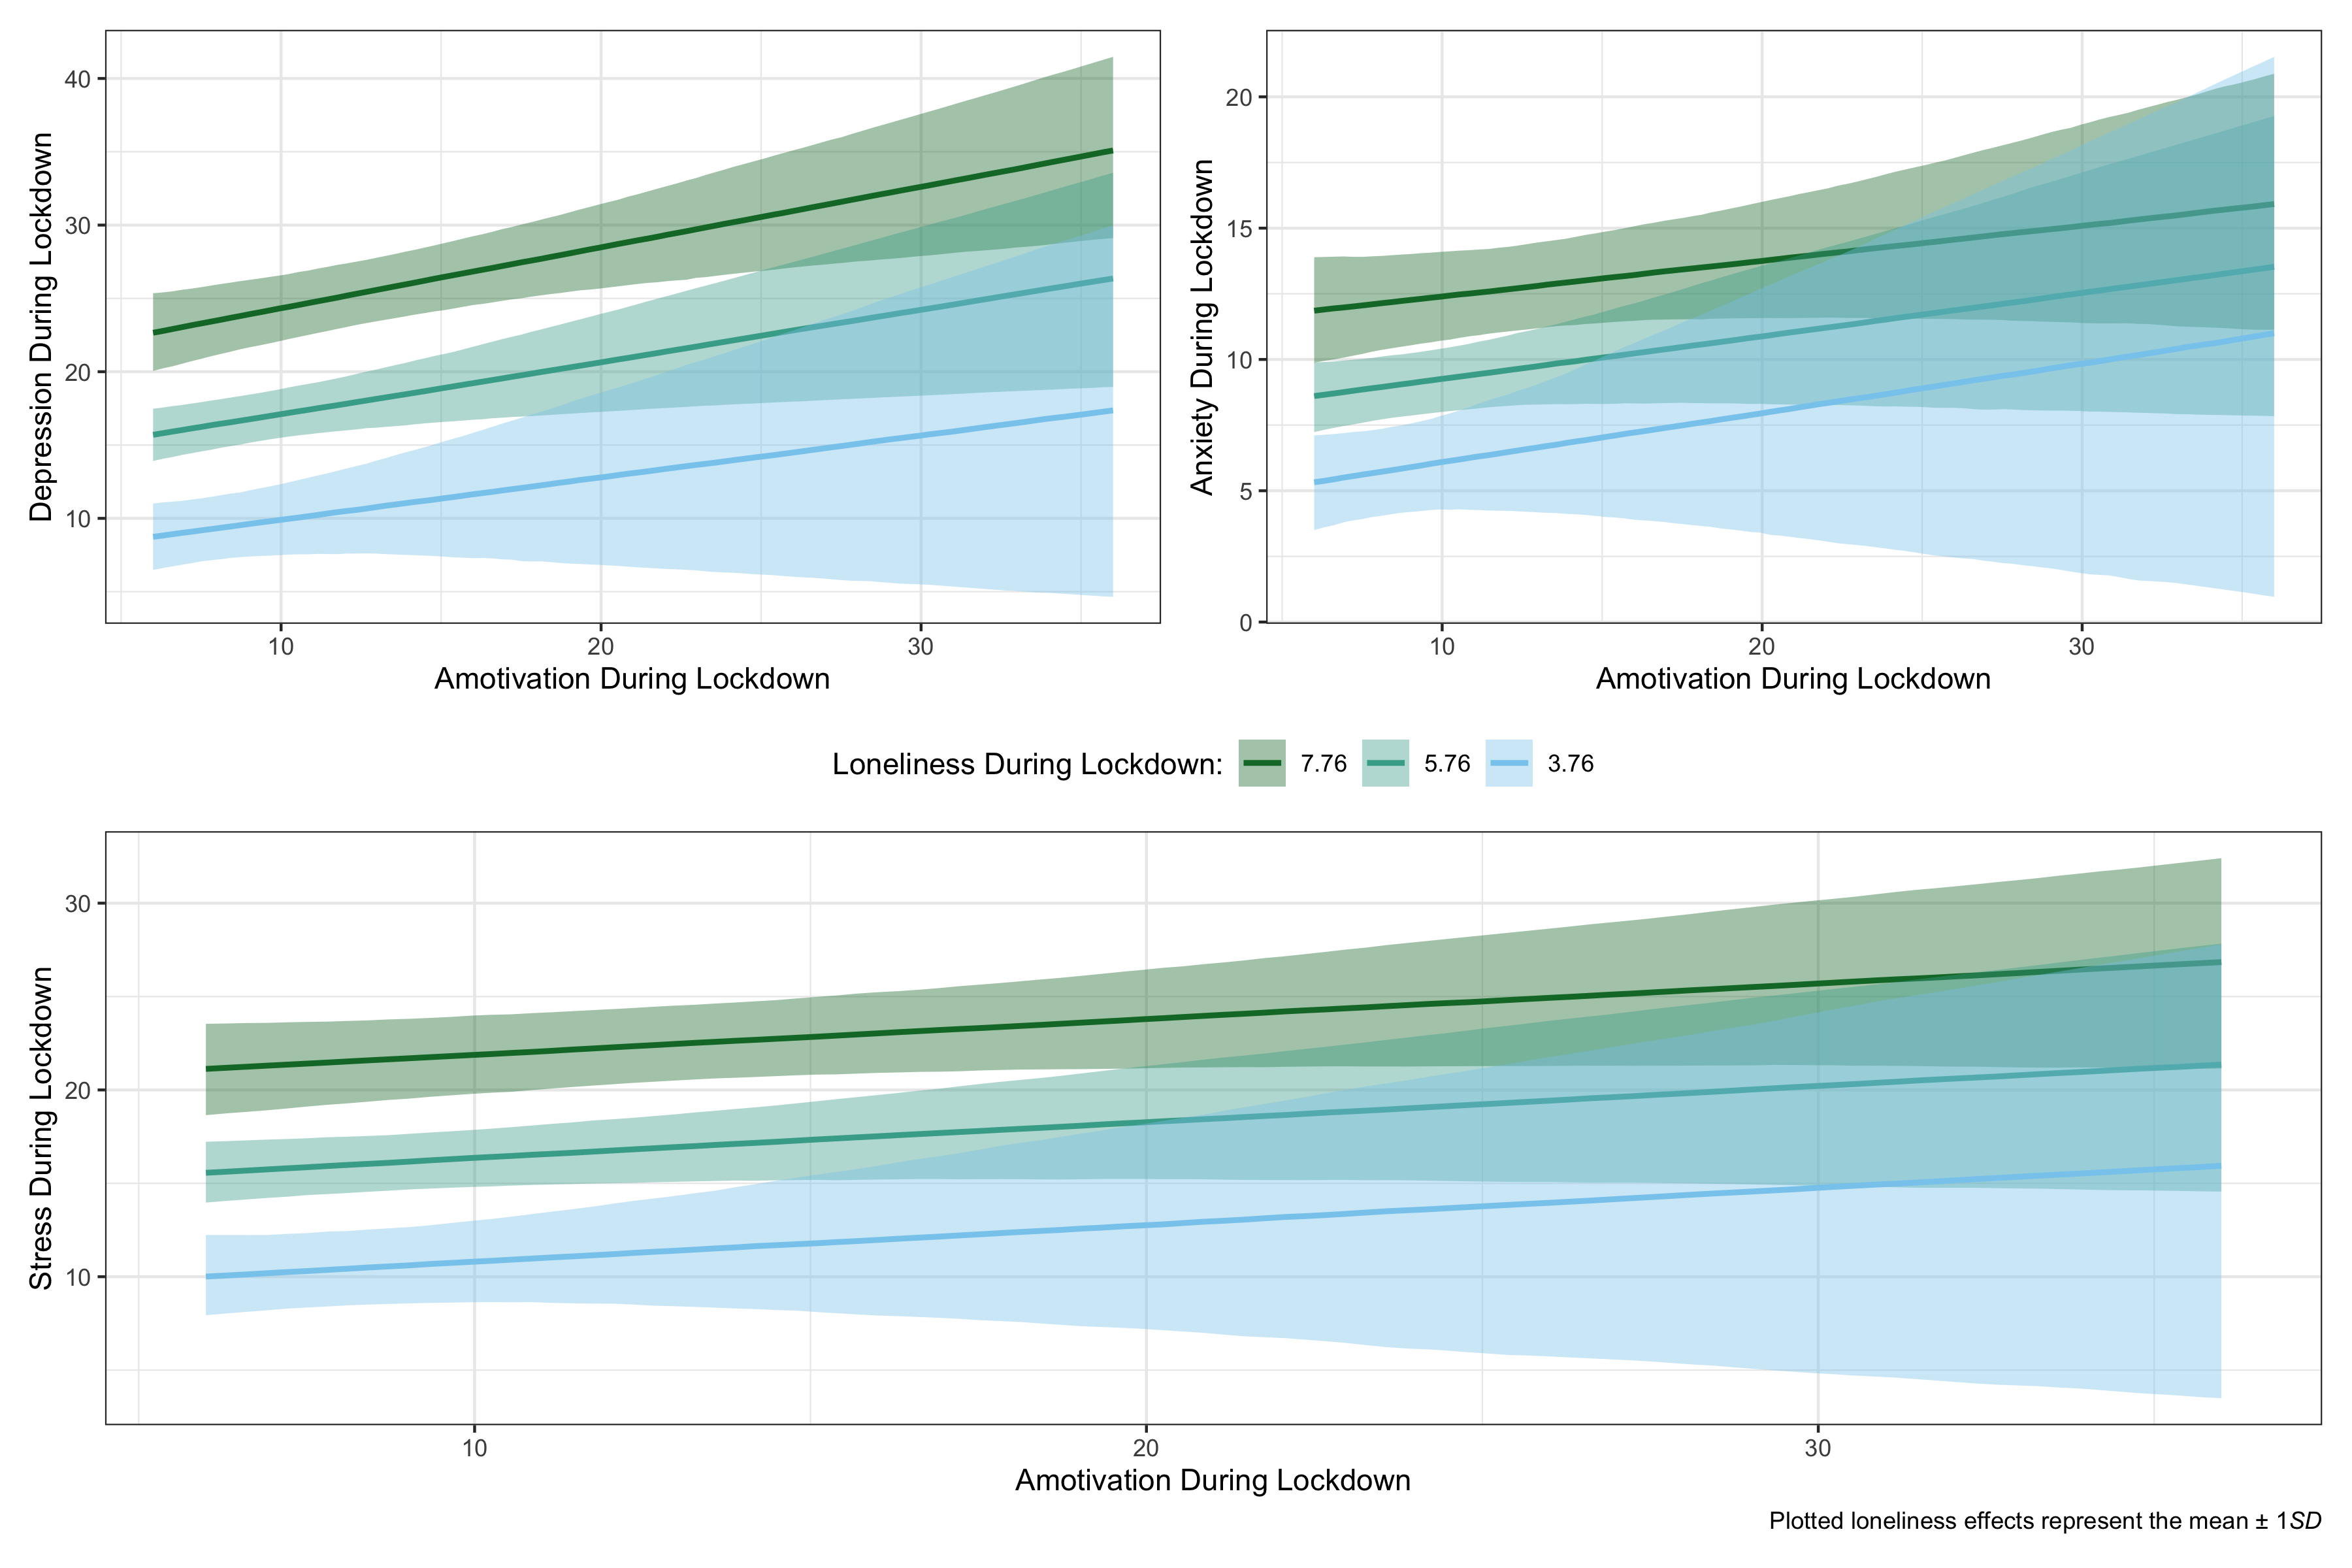 Depression During Lockdown
40
30
20
10
10 20 30
Amotivation During Lockdown
Anxiety During Lockdown
20
15
10
5
0
10 20 30
Amotivation During Lockdown
Loneliness During Lockdown: 7.76 5.76 3.76
Stress During Lockdown
30
20
10
10 20 30
Amotivation During Lockdown
Plotted loneliness effects represent the mean ± 1SD